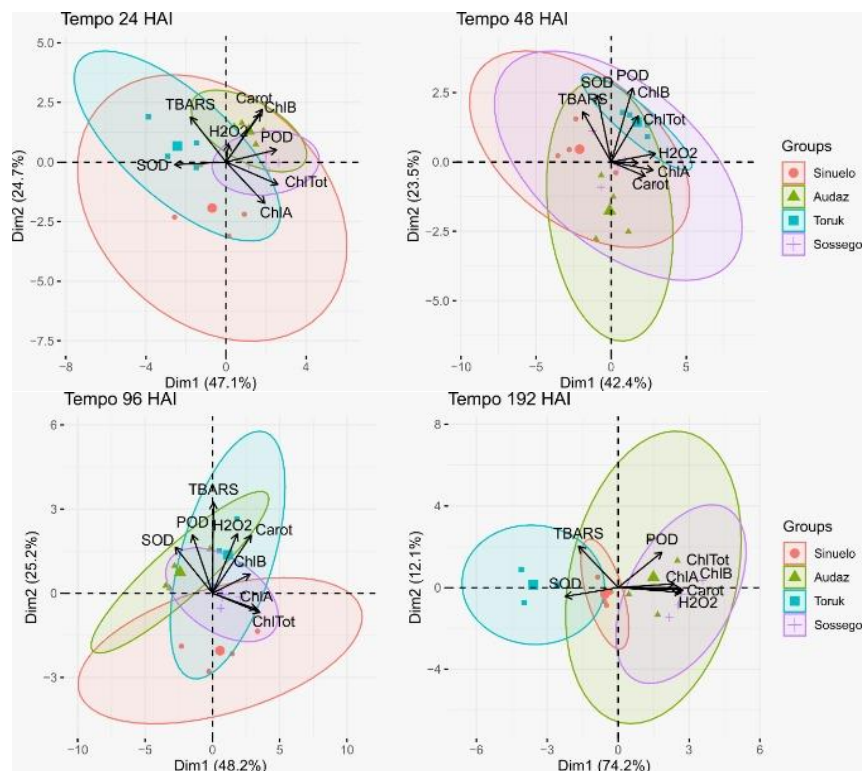 Tempo 24 HAI
5.0
2.5
0.0
-2.5
-5.0
-7.5
Dim2 (24.7%)
-8
-4
0
4
Dim1 (47.1%)
Carot
ChlB
TBARS
H2O2
POD
SOD
ChlTot
ChlA
Tempo 48 HAI
2.5
0.0
-2.5
-5.0
Dim2 (23.5%)
-10
-5
0
5
Dim1 (42.4%)
POD
SOD
ChlB
TBARS
ChlTot
H2O2
ChlA
Carot
Groups
Sinuelo
Audaz
Toruk
Sossego
Tempo 96 HAI
6
3
0
-3
Dim2 (25.2%)
-10
-5
0
5
10
Dim1 (48.2%)
TBARS
POD
H2O2
Carot
SOD
ChlB
ChlA
ChlTot
Tempo 192 HAI
8
4
0
-4
Dim2 (12.1%)
-6
-3
0
3
6
Dim1 (74.2%)
TBARS
POD
ChlTot
ChlA
ChlB
SOD
Carot
H2O2
Groups
Sinuelo
Audaz
Toruk
Sossego